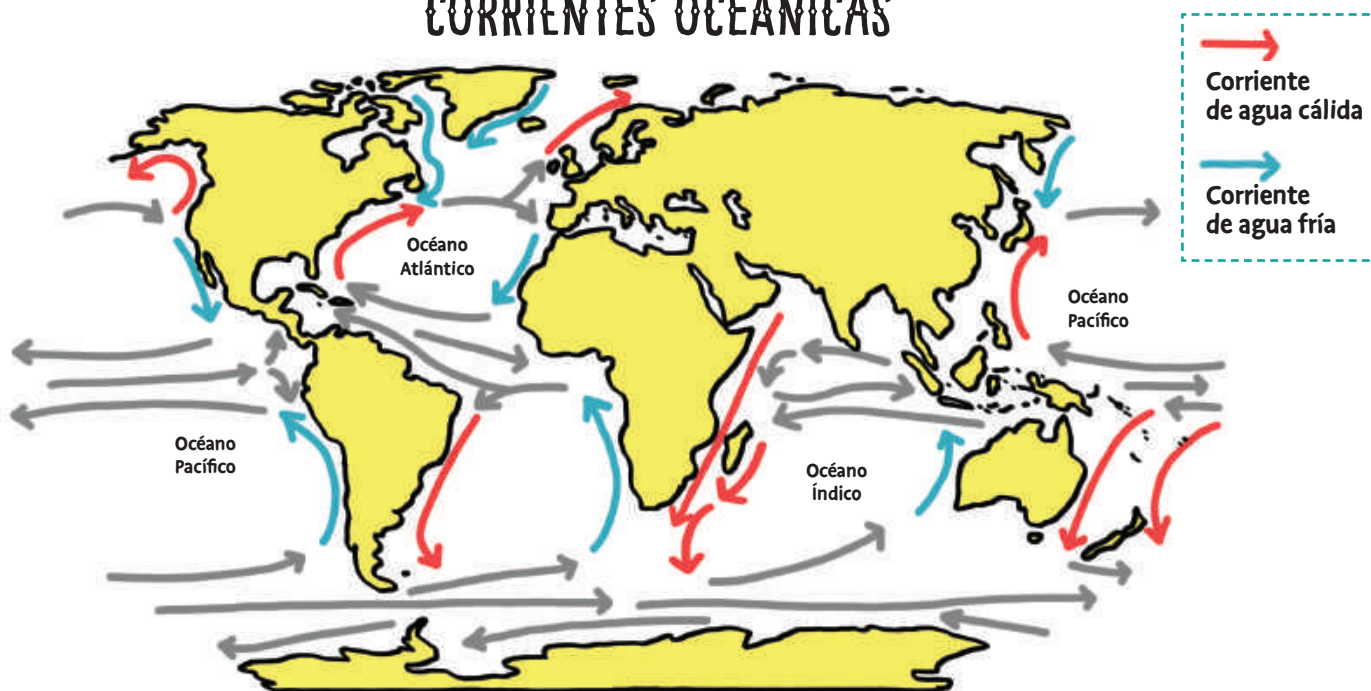 CORRIENTES OCEÁNICAS
Corriente
de agua cálida
Corriente
de agua fría
Océano
Atlántico
Océano
Pacífico
Océano
Pacífico
Océano
Índico